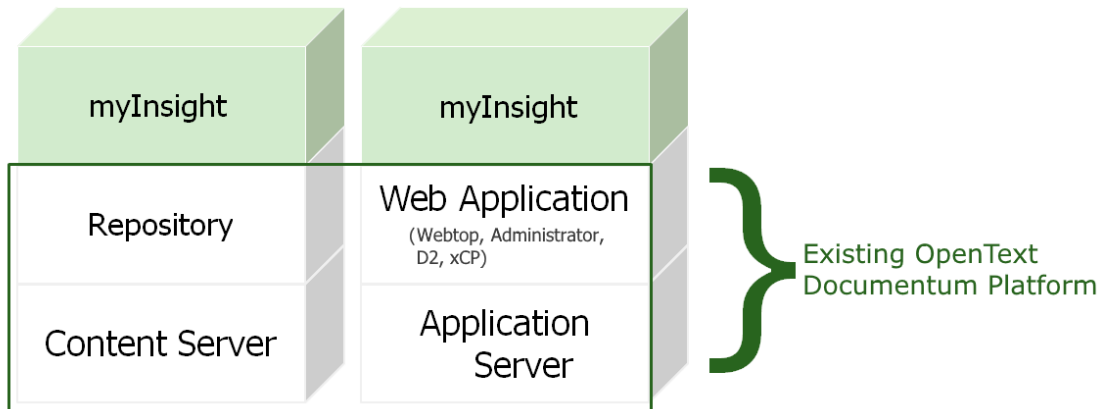 myInsight
Repository
Content Server
myInsight
Web Application
(Webtop, Administrator,
D2, xCP)
Application
Server
Existing OpenText
Documentum Platform